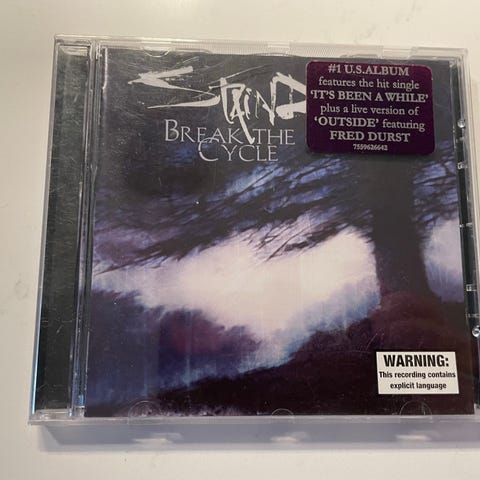 STAIND
BREAK THE
CYCLE
#1 U.S.ALBUM
features the hit single
'IT'S BEEN A WHILE'
plus a live version of
'OUTSIDE' featuring
FRED DURST
7559626642
WARNING:
This recording contains
explicit language